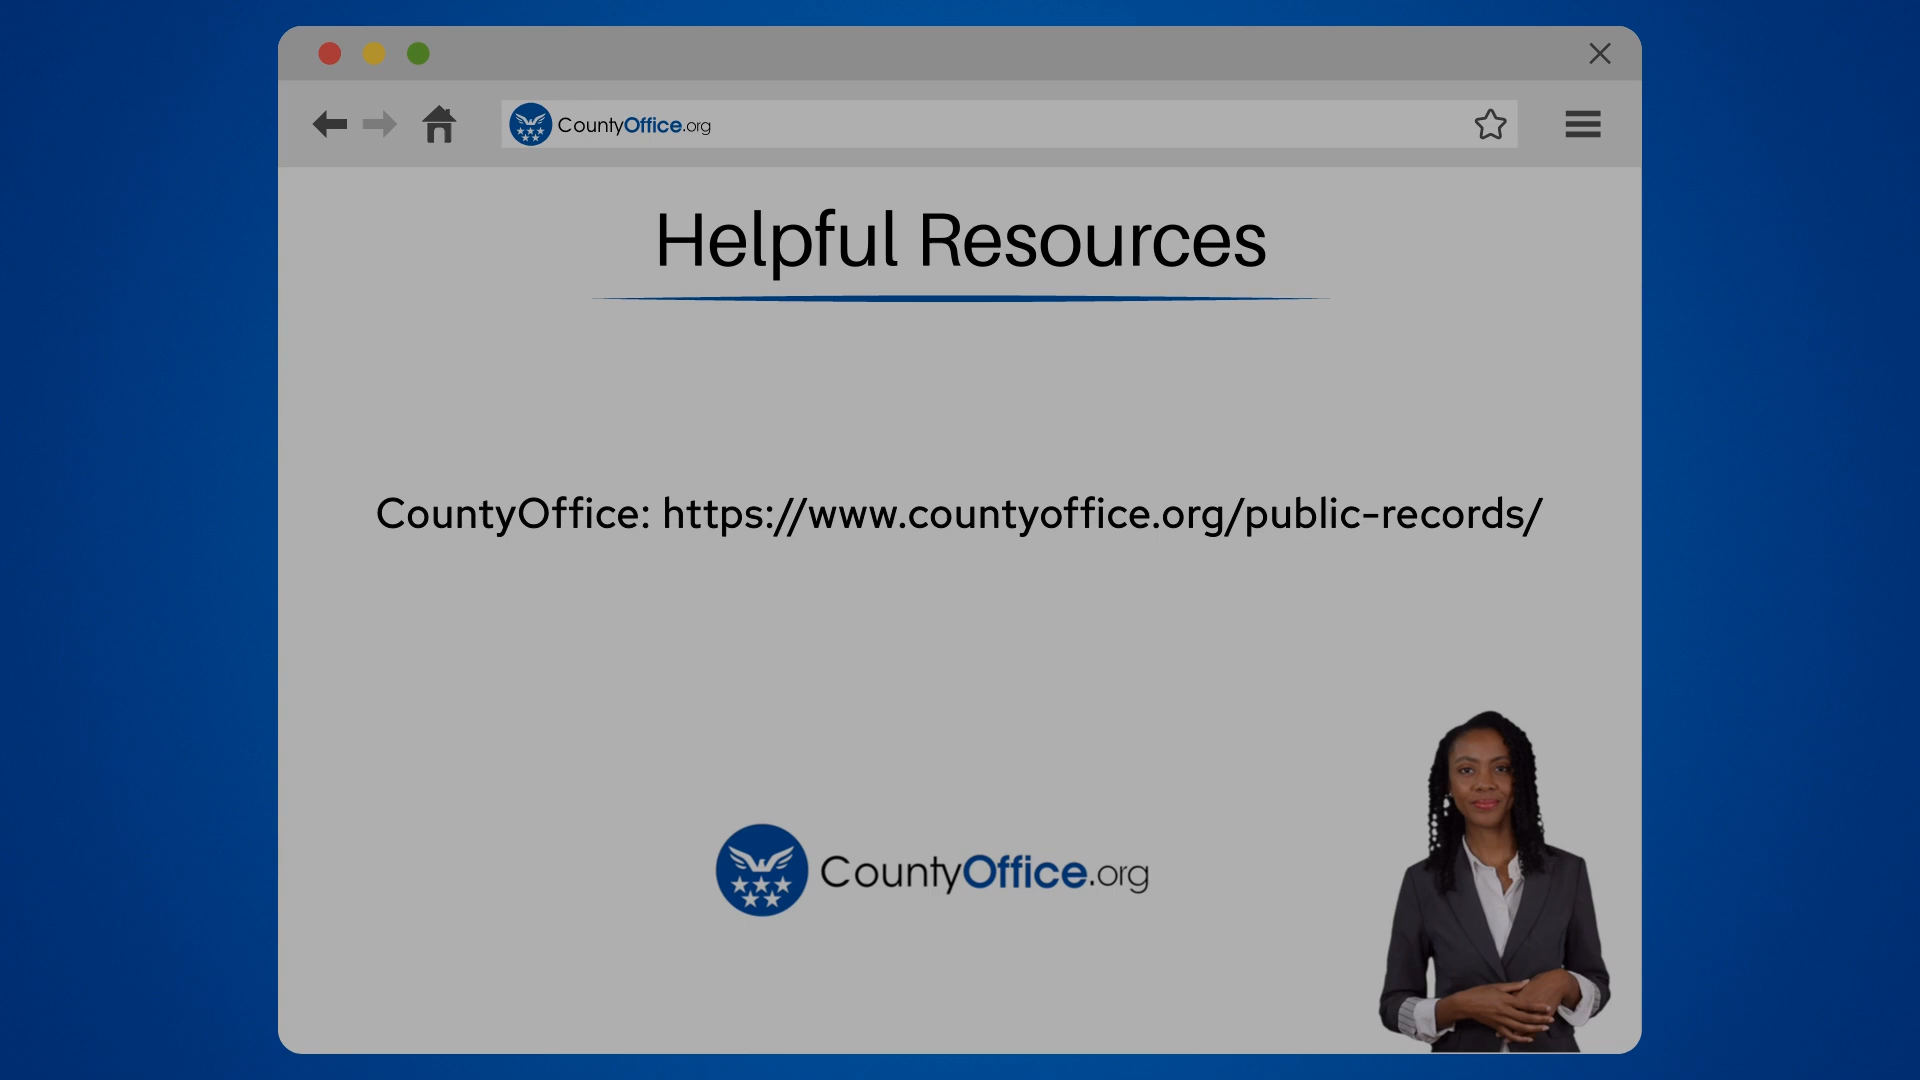 CountyOffice.org
Helpful Resources
CountyOffice: https://www.countyoffice.org/public-records/
CountyOffice.org